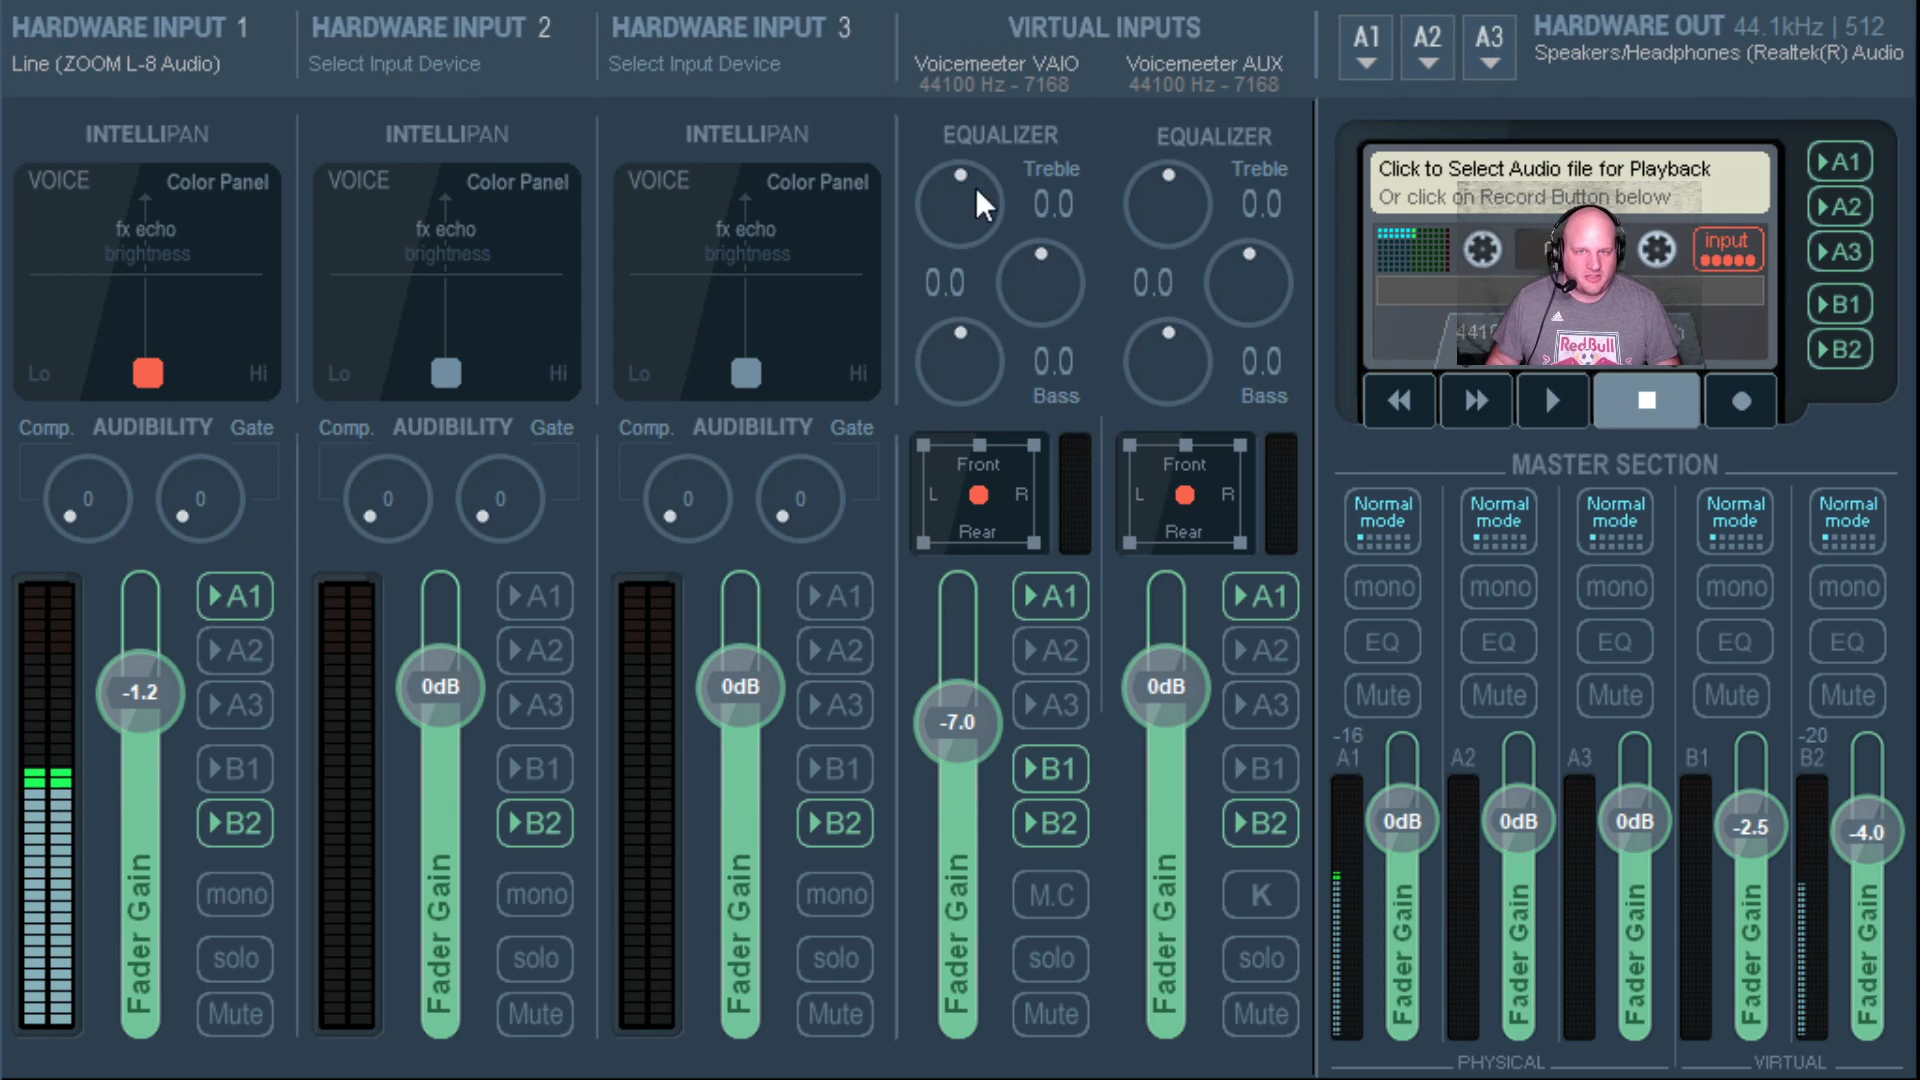 HARDWARE INPUT 1
Line (ZOOM L-8 Audio)
HARDWARE INPUT 2
Select Input Device
HARDWARE INPUT 3
Select Input Device
VIRTUAL INPUTS
Voicemeeter VAIO
44100 Hz - 7168
Voicemeeter AUX
44100 Hz - 7168
A1
A2
A3
HARDWARE OUT 44.1kHz | 512
Speakers/Headphones (Realtek(R) Audio
INTELLIPAN
VOICE
Color Panel
fx echo
brightness
Lo
Hi
INTELLIPAN
VOICE
Color Panel
fx echo
brightness
Lo
Hi
INTELLIPAN
VOICE
Color Panel
fx echo
brightness
Lo
Hi
EQUALIZER
Treble
0.0
0.0
0.0
Bass
EQUALIZER
Treble
0.0
0.0
0.0
Bass
Click to Select Audio file for Playback
Or click on Record Button below
input
Red Bull
A1
A2
A3
B1
B2
Comp. AUDIBILITY Gate
0
0
Comp. AUDIBILITY Gate
0
0
Comp. AUDIBILITY Gate
0
0
Front
L
R
Rear
Front
L
R
Rear
MASTER SECTION
Normal
mode
Normal
mode
Normal
mode
Normal
mode
Normal
mode
mono
mono
mono
mono
mono
EQ
EQ
EQ
EQ
EQ
Mute
Mute
Mute
Mute
Mute
-1.2
Fader Gain
A1
A2
A3
B1
B2
mono
solo
Mute
0dB
Fader Gain
A1
A2
A3
B1
B2
mono
solo
Mute
0dB
Fader Gain
A1
A2
A3
B1
B2
mono
solo
Mute
-7.0
Fader Gain
A1
A2
A3
B1
B2
M.C
solo
Mute
0dB
Fader Gain
A1
A2
A3
B1
B2
K
solo
Mute
-16
A1
0dB
Fader Gain
A2
0dB
Fader Gain
A3
0dB
Fader Gain
B1
-2.5
Fader Gain
-20
B2
-4.0
Fader Gain
PHYSICAL
VIRTUAL